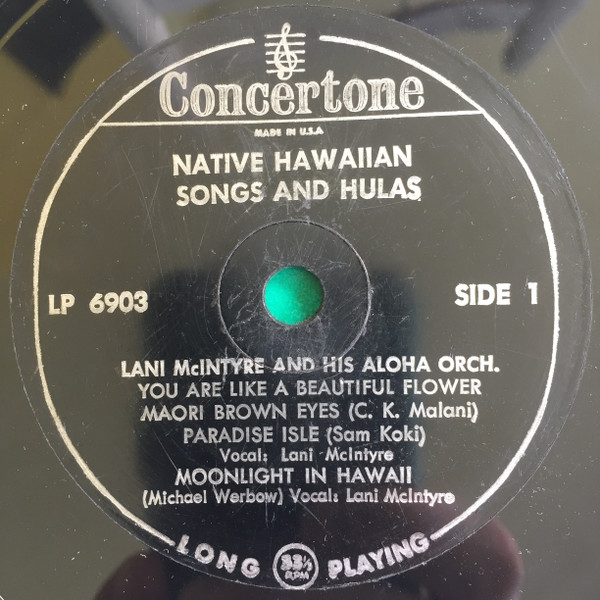 Concertone
MADE IN U.S.A
NATIVE HAWAIIAN
SONGS AND HULAS
LP 6903
SIDE 1
LANI McINTYRE AND HIS ALOHA ORCH.
YOU ARE LIKE A BEAUTIFUL FLOWER
MAORI BROWN EYES (C. K. Malani)
PARADISE ISLE (Sam Koki)
Vocal: Lani McIntyre
MOONLIGHT IN HAWAII
(Michael Werbow) Vocal: Lani McIntyre
LONG 33⅓ RPM PLAYING